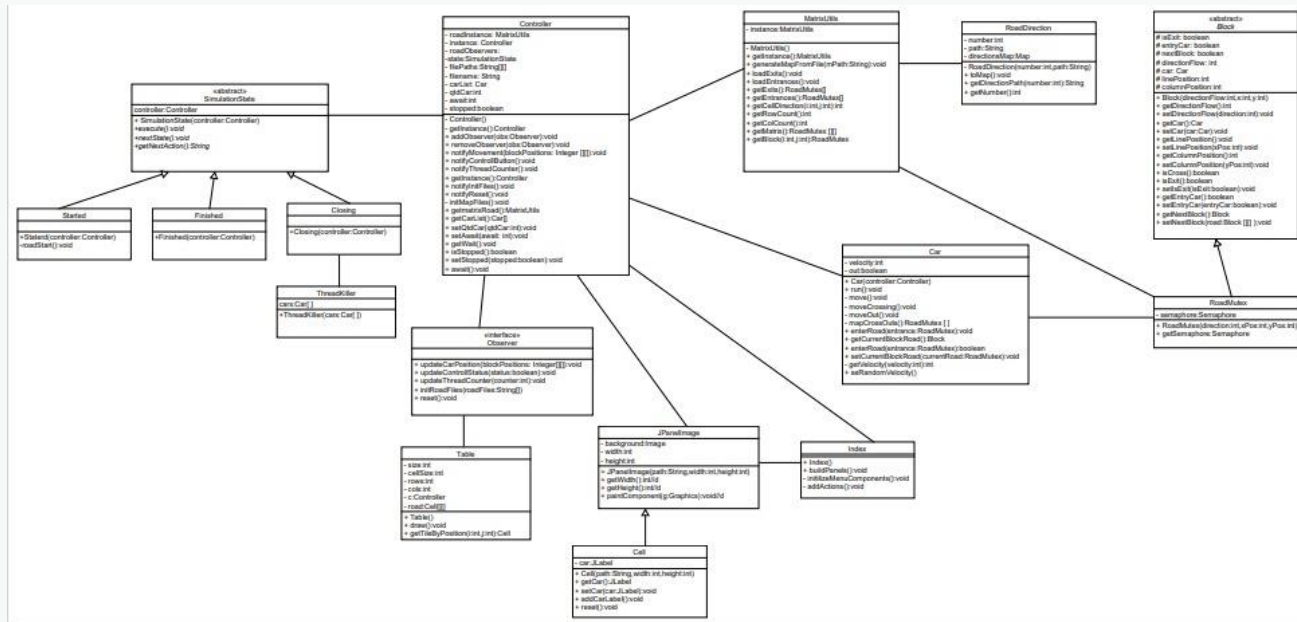 Controller
- roadInstance: MatrixUtils
- instance: Controller
- roadObservers:
-state:SimulationState
- filePaths:String[][]
- filename: String
- carList: Car
- qtdCar:int
- await:int
- stopped:boolean
- Controller()
- getInstance():Controller
+ addObserver(obs:Observer):void
+ removeObserver(obs:Observer):void
+ notifyMovement(blockPositions: Integer [][]):void
+ notifyControllButton():void
+ notifyThreadCounter():void
+ getInstance():Controller
+ notifyInitFiles():void
+ notifyReset():void
- initMapFiles():void
+ getmatrixRoad():MatrixUtils
+ getCarList():Car[]
+ setQtdCar(qtdCar:int):void
+ setAwait(await: int):void
+ getWait():void
+ isStopped():boolean
+ setStopped(stopped:boolean):void
+ await():void
MatrixUtils
- instance:MatrixUtils
- MatrixUtils()
+ getInstance():MatrixUtils
+ generateMapFromFile(mPath:String):void
+ loadExits():void
+ loadEntrances():void
+ getExits():RoadMutex[]
+ getEntrances():RoadMutex[]
+ getCellDirection(i:int,j:int):int
+ getRowCount():int
+ getColCount():int
+ getMatrix():RoadMutex [][]
+ getBlock(i:int,j:int):RoadMutex
RoadDirection
- number:int
- path:String
- directionsMap:Map
- RoadDirection(number:int,path:String)
+ toMap():void
+ getDirectionPath(number:int):String
+ getNumber():int
«abstract»
Block
# isExit: boolean
# entryCar: boolean
# nextBlock: boolean
# directionFlow: int
# car: Car
# linePosition: int
# columnPosition: int
+ Block(directionFlow:int,x:int,y:int)
+ getDirectionFlow():int
+ setDirectionFlow(direction:int):void
+ getCar():Car
+ setCar(car:Car):void
+ getLinePosition():int
+ setLinePosition(xPos:int):void
+ getColumnPosition():int
+ setColumnPosition(yPos:int):void
+ isCross():boolean
+ isExit():boolean
+ setIsExit(isExit:boolean):void
+ getEntryCar():boolean
+ setEntryCar(entryCar:boolean):void
+ getNextBlock():Block
+ setNextBlock(road:Block [][] ):void
«abstract»
SimulationState
controller:Controller
+ SimulationState(controller:Controller)
+execute():void
+nextState():void
+getNextAction():String
Started
+Staterd(controller:Controller)
-roadStart():void
Finished
+Finished(controller:Controller)
Closing
+Closing(controller:Controller)
ThreadKiller
cars:Car[ ]
+ThreadKiller(cars:Car[ ])
«interface»
Observer
+ updateCarPosition(blockPositions: Integer[][]):void
+ updateControllStatus(status:boolean):void
+ updateThreadCounter(counter:int):void
+ initRoadFiles(roadFiles:String[])
+ reset():void
Car
- velocity:int
- out:boolean
+ Car(controller:Controller)
+ run():void
- move():void
- moveCrossing():void
- moveOut():void
- mapCrossOuts():RoadMutex [ ]
+ enterRoad(entrance:RoadMutex):void
+ getCurrentBlockRoad():Block
+ enterRoad(entrance:RoadMutex):boolean
+ setCurrentBlockRoad(currentRoad:RoadMutex):void
- getVelocity(velocity:int):int
+ seRandomVelocity()
RoadMutex
- semaphore:Semaphore
+ RoadMutex(direction:int,xPos:int,yPos:int)
+ getSemaphore:Semaphore
Table
- size:int
- cellSize:int
- rows:int
- cols:int
- c:Controller
- road:Cell[][]
+ Table()
+ draw():void
+ getTileByPosition(i:int,j:int):Cell
JPanelImage
- background:Image
- width:int
- height:int
+ JPanelImage(path:String,width:int,height:int)
+ getWidth():int
+ getHeight():int
+ paintComponent(g:Graphics):void
Index
+ Index()
+ buildPanels():void
- initilizeMenuComponents():void
- addActions():void
Cell
- car:JLabel
+ Cell(path:String,width:int,height:int)
+ getCar():JLabel
+ setCar(car:JLabel):void
+ addCarLabel():void
+ reset():void